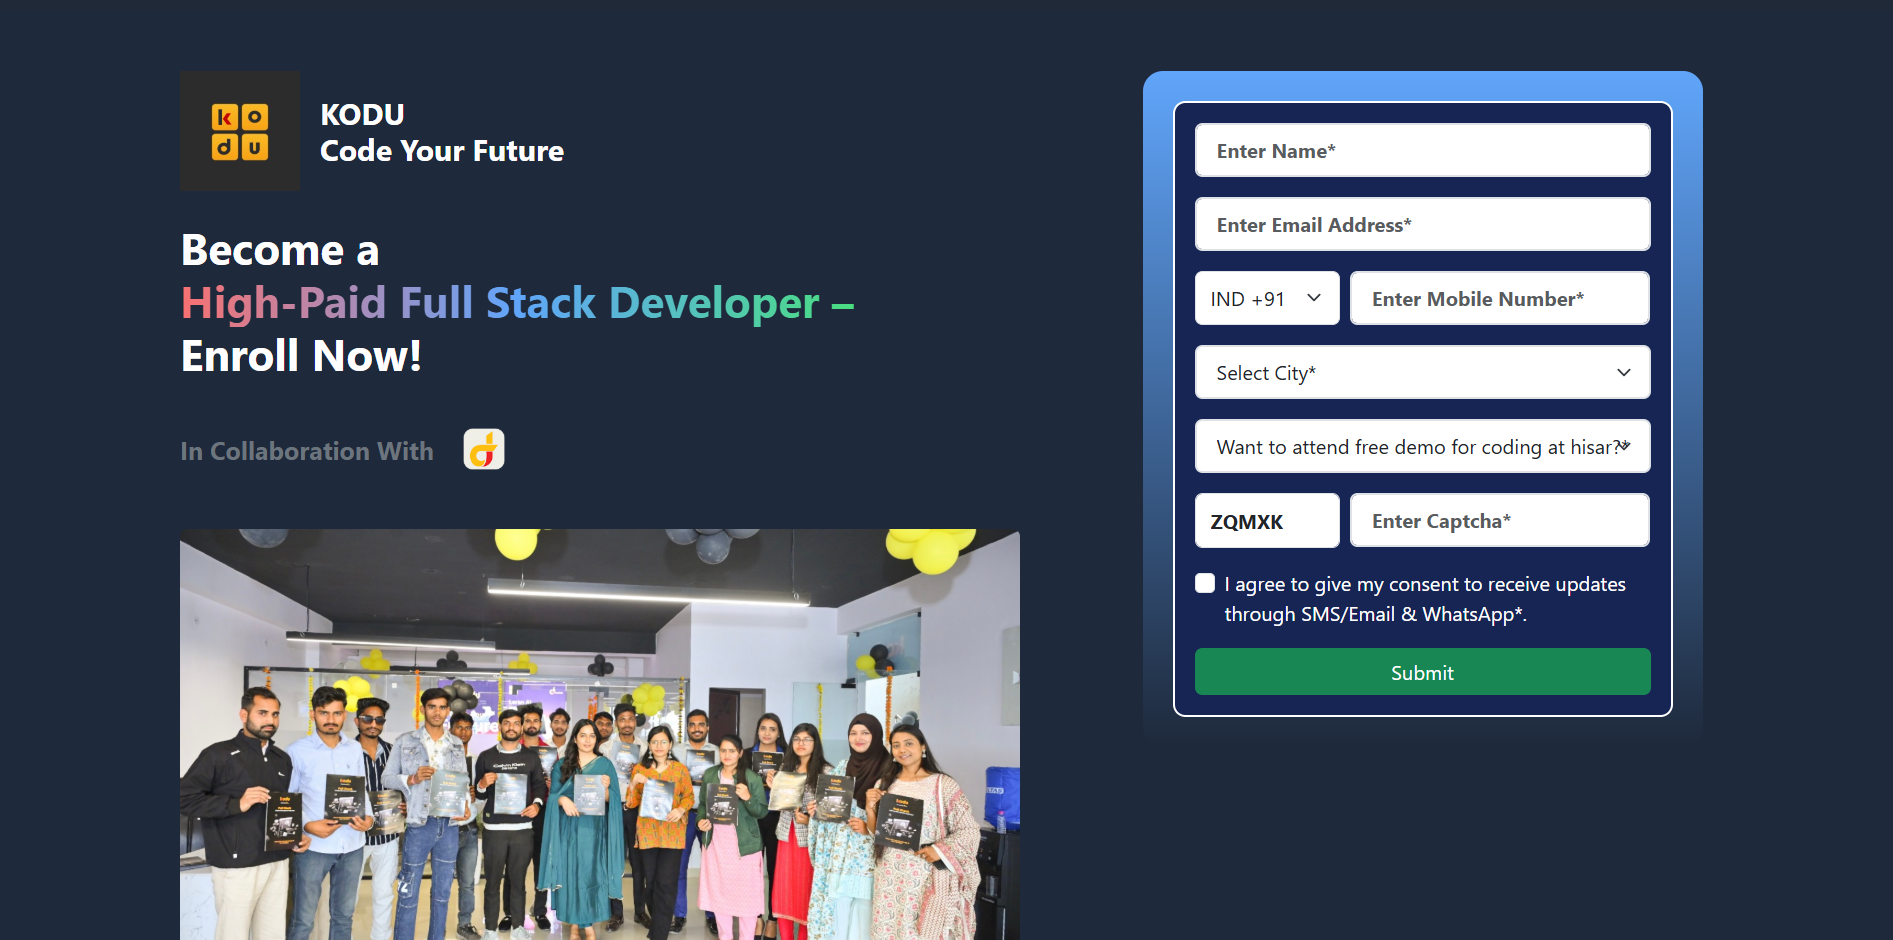 k o
d u
KODU
Code Your Future
Become a
High-Paid Full Stack Developer –
Enroll Now!
In Collaboration With
Enter Name*
Enter Email Address*
IND +91
Enter Mobile Number*
Select City*
Want to attend free demo for coding at hisar?*
ZQMXK
Enter Captcha*
I agree to give my consent to receive updates
through SMS/Email & WhatsApp*.
Submit